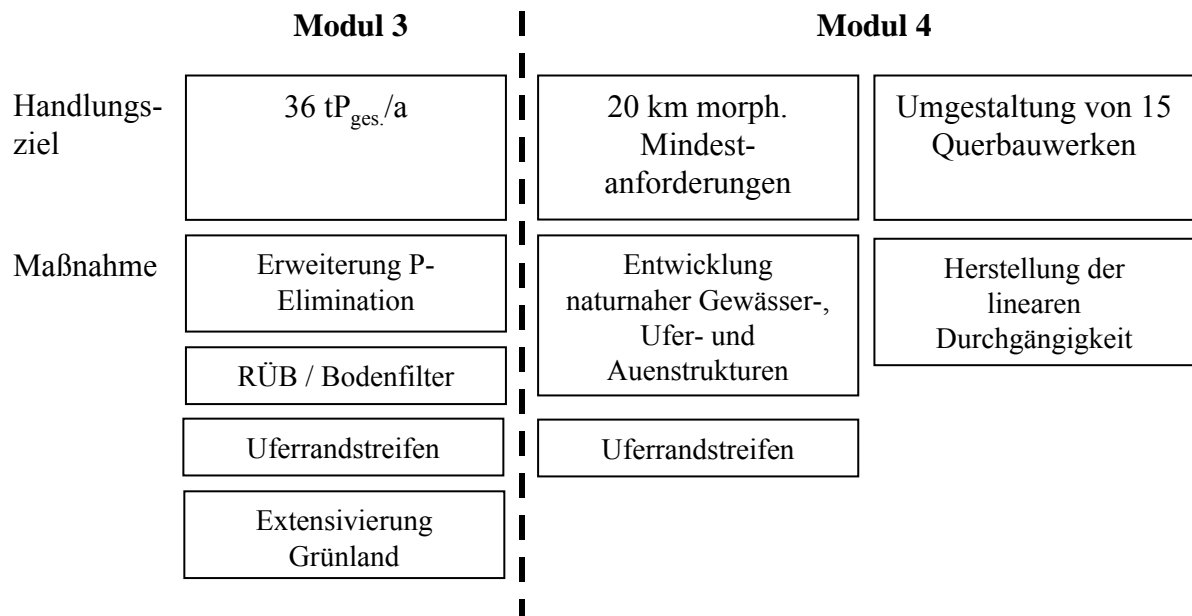 Modul 3
Modul 4
Handlungs-
ziel
36 tPges./a
20 km morph.
Mindest-
anforderungen
Umgestaltung von 15
Querbauwerken
Maßnahme
Erweiterung P-
Elimination
Entwicklung
naturnaher Gewässer-,
Ufer- und
Auenstrukturen
Herstellung der
linearen
Durchgängigkeit
RÜB / Bodenfilter
Uferrandstreifen
Uferrandstreifen
Extensivierung
Grünland